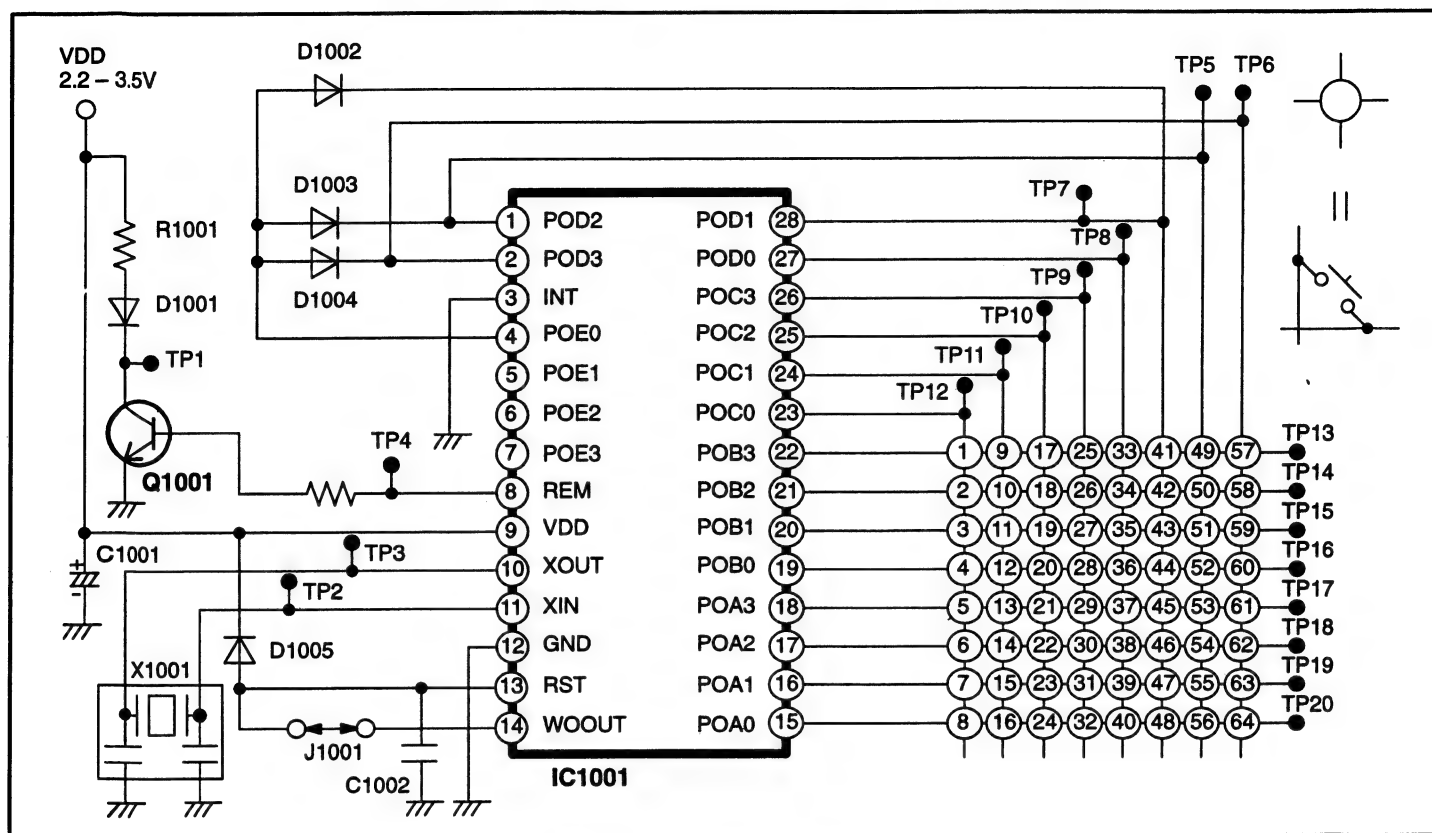 VDD
2.2 – 3.5V
D1002
TP5 TP6
D1003
R1001
D1004
D1001
TP1
Q1001
TP4
C1001
+
-
TP3
TP2
D1005
X1001
J1001
C1002
IC1001
1 POD2 POD1 28
2 POD3 POD0 27
3 INT POC3 26
4 POE0 POC2 25
5 POE1 POC1 24
6 POE2 POC0 23
7 POE3 POB3 22
8 REM POB2 21
9 VDD POB1 20
10 XOUT POB0 19
11 XIN POA3 18
12 GND POA2 17
13 RST POA1 16
14 WOOUT POA0 15
TP7
TP8
TP9
TP10
TP11
TP12
1 9 17 25 33 41 49 57 TP13
2 10 18 26 34 42 50 58 TP14
3 11 19 27 35 43 51 59 TP15
4 12 20 28 36 44 52 60 TP16
5 13 21 29 37 45 53 61 TP17
6 14 22 30 38 46 54 62 TP18
7 15 23 31 39 47 55 63 TP19
8 16 24 32 40 48 56 64 TP20